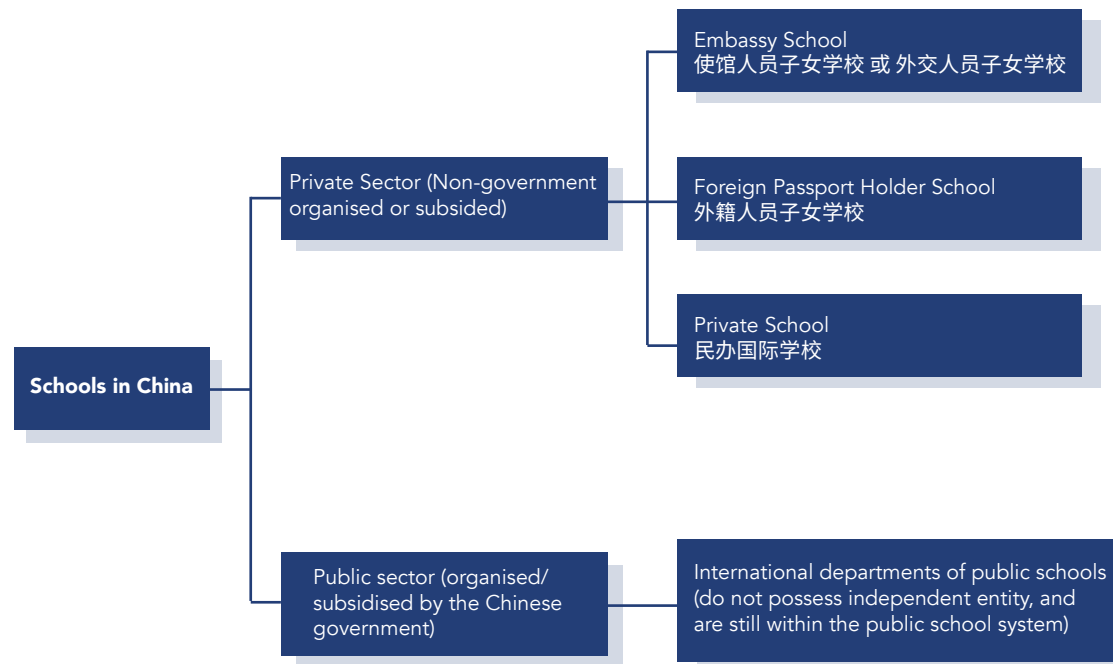 Embassy School
使馆人员子女学校 或 外交人员子女学校
Private Sector (Non-government
organised or subsided)
Foreign Passport Holder School
外籍人员子女学校
Private School
民办国际学校
Schools in China
Public sector (organised/
subsidised by the Chinese
government)
International departments of public schools
(do not possess independent entity, and
are still within the public school system)